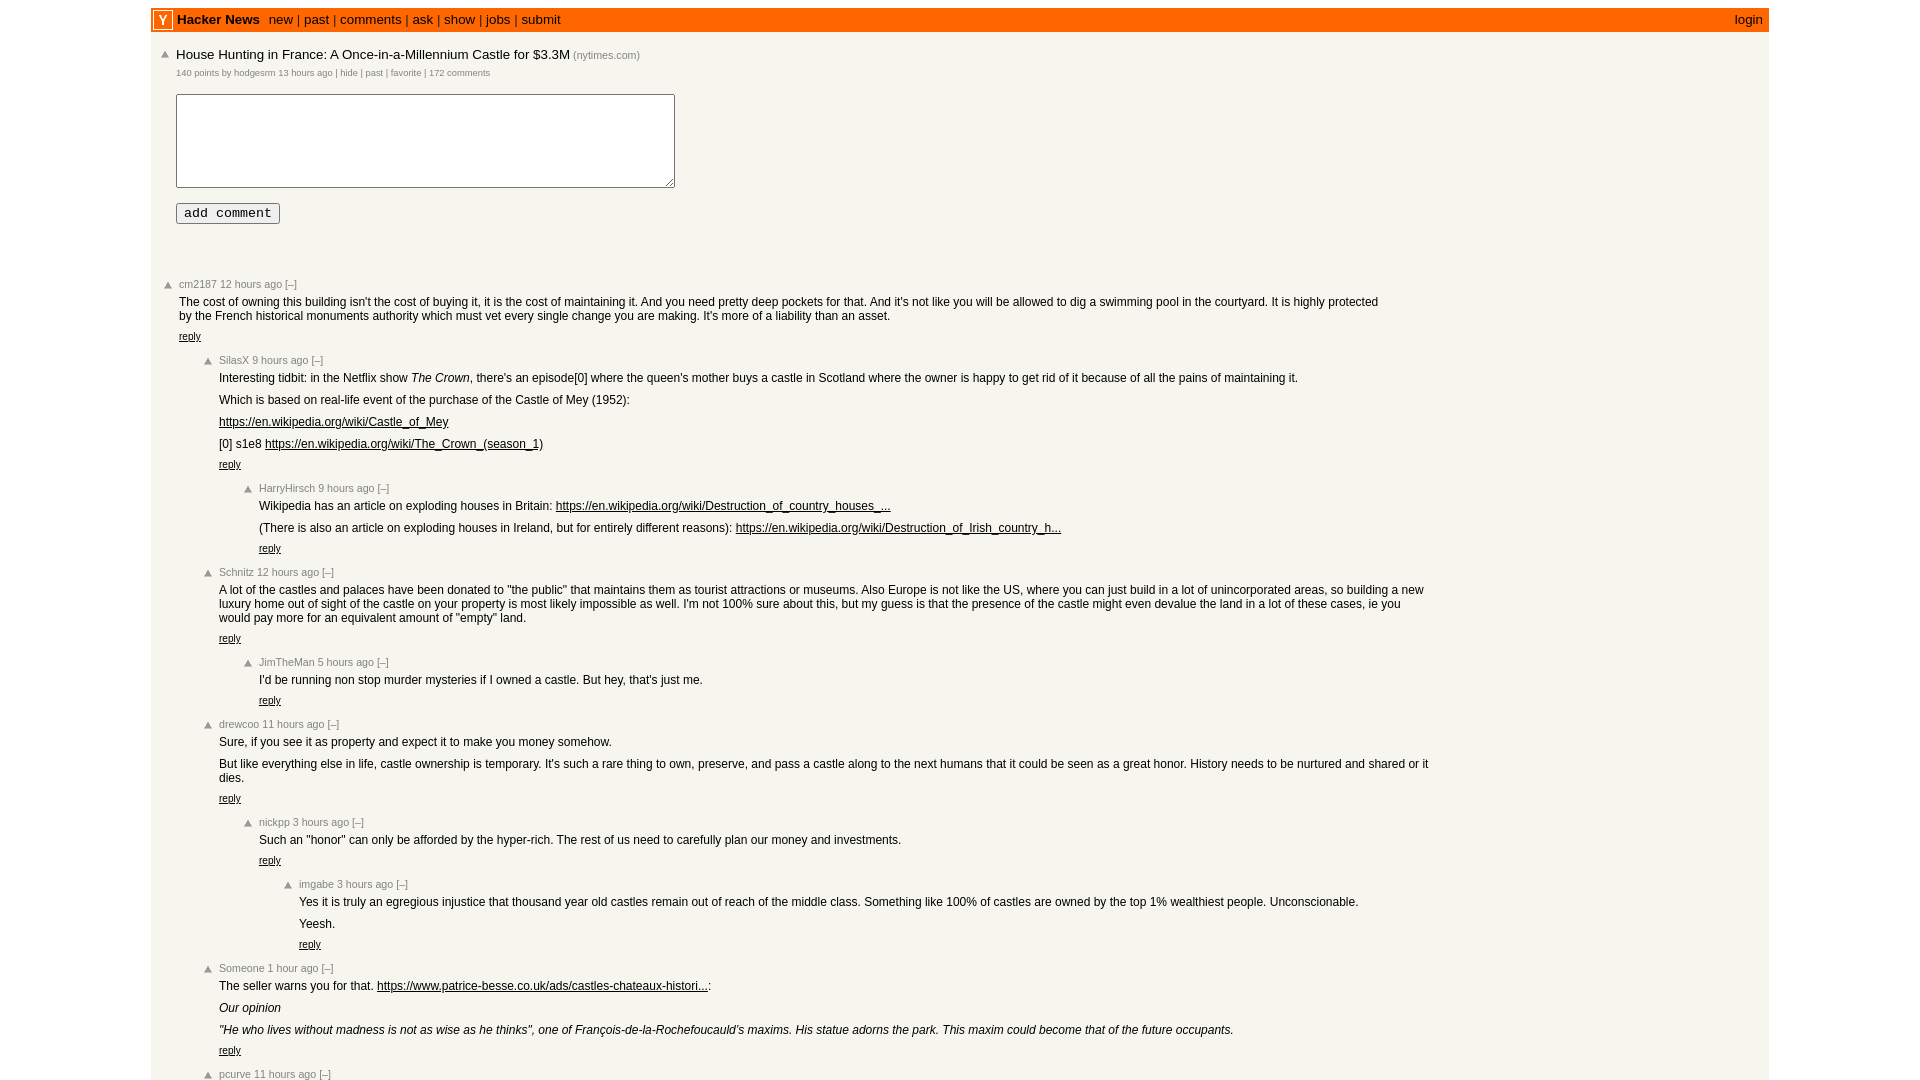 Y Hacker News new | past | comments | ask | show | jobs | submit login
House Hunting in France: A Once-in-a-Millennium Castle for $3.3M (nytimes.com)
140 points by hodgesrm 13 hours ago | hide | past | favorite | 172 comments
add comment
cm2187 12 hours ago [–]
The cost of owning this building isn't the cost of buying it, it is the cost of maintaining it. And you need pretty deep pockets for that. And it's not like you will be allowed to dig a swimming pool in the courtyard. It is highly protected
by the French historical monuments authority which must vet every single change you are making. It's more of a liability than an asset.
reply
SilasX 9 hours ago [–]
Interesting tidbit: in the Netflix show The Crown, there's an episode[0] where the queen's mother buys a castle in Scotland where the owner is happy to get rid of it because of all the pains of maintaining it.
Which is based on real-life event of the purchase of the Castle of Mey (1952):
https://en.wikipedia.org/wiki/Castle_of_Mey
[0] s1e8 https://en.wikipedia.org/wiki/The_Crown_(season_1)
reply
HarryHirsch 9 hours ago [–]
Wikipedia has an article on exploding houses in Britain: https://en.wikipedia.org/wiki/Destruction_of_country_houses_...
(There is also an article on exploding houses in Ireland, but for entirely different reasons): https://en.wikipedia.org/wiki/Destruction_of_Irish_country_h...
reply
Schnitz 12 hours ago [–]
A lot of the castles and palaces have been donated to "the public" that maintains them as tourist attractions or museums. Also Europe is not like the US, where you can just build in a lot of unincorporated areas, so building a new
luxury home out of sight of the castle on your property is most likely impossible as well. I'm not 100% sure about this, but my guess is that the presence of the castle might even devalue the land in a lot of these cases, ie you
would pay more for an equivalent amount of "empty" land.
reply
JimTheMan 5 hours ago [–]
I'd be running non stop murder mysteries if I owned a castle. But hey, that's just me.
reply
drewcoo 11 hours ago [–]
Sure, if you see it as property and expect it to make you money somehow.
But like everything else in life, castle ownership is temporary. It's such a rare thing to own, preserve, and pass a castle along to the next humans that it could be seen as a great honor. History needs to be nurtured and shared or it
dies.
reply
nickpp 3 hours ago [–]
Such an "honor" can only be afforded by the hyper-rich. The rest of us need to carefully plan our money and investments.
reply
imgabe 3 hours ago [–]
Yes it is truly an egregious injustice that thousand year old castles remain out of reach of the middle class. Something like 100% of castles are owned by the top 1% wealthiest people. Unconscionable.
Yeesh.
reply
Someone 1 hour ago [–]
The seller warns you for that. https://www.patrice-besse.co.uk/ads/castles-chateaux-histori...:
Our opinion
"He who lives without madness is not as wise as he thinks", one of François-de-la-Rochefoucauld’s maxims. His statue adorns the park. This maxim could become that of the future occupants.
reply
pcurve 11 hours ago [–]